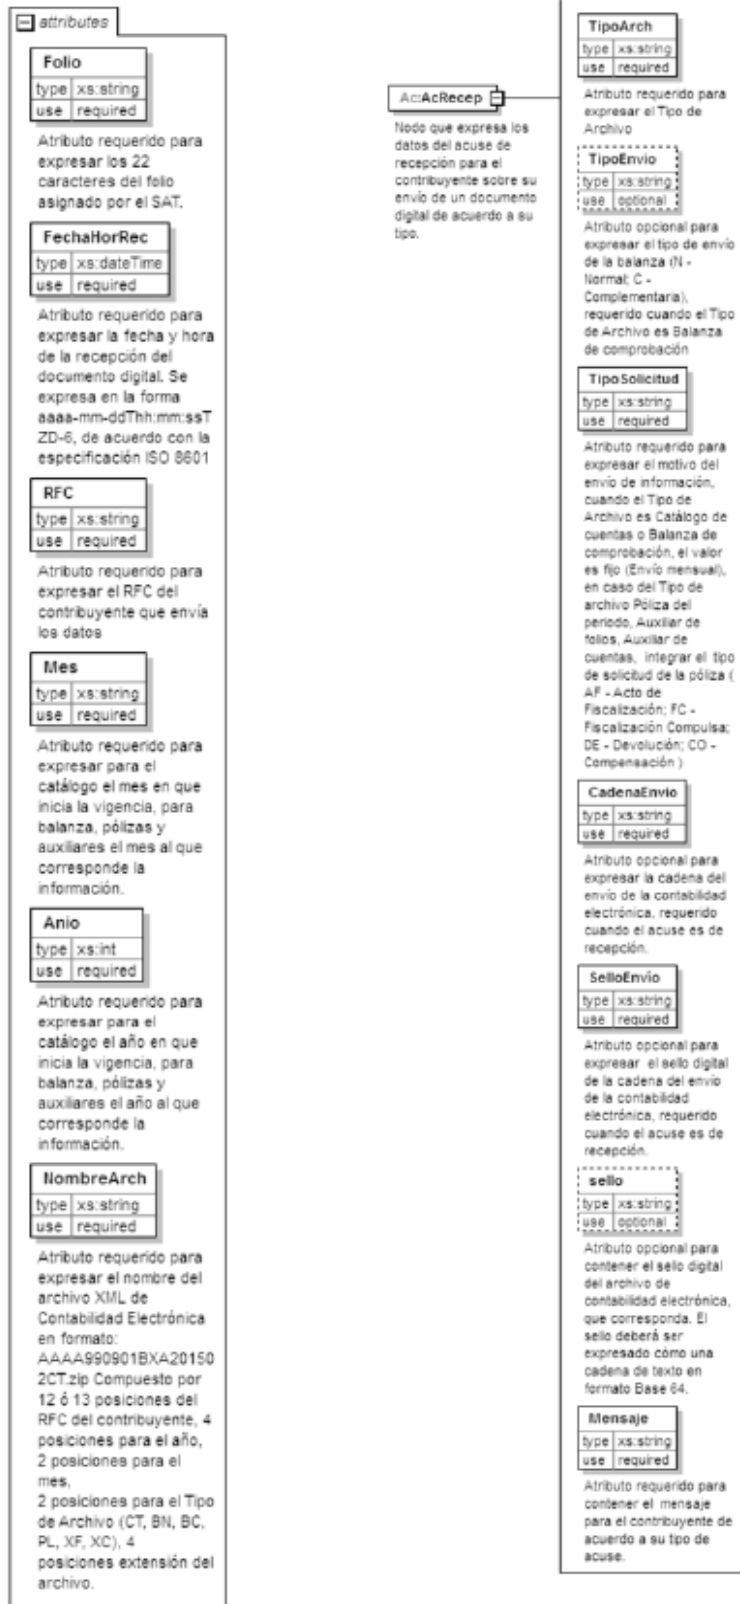 attributes
Folio
type xs:string
use required
Atributo requerido para
expresar los 22
caracteres del folio
asignado por el SAT.
FechaHorRec
type xs:dateTime
use required
Atributo requerido para
expresar la fecha y hora
de la recepción del
documento digital. Se
expresa en la forma
aaaa-mm-ddThh:mm:ssT
ZD-6, de acuerdo con la
especificación ISO 8601
RFC
type xs:string
use required
Atributo requerido para
expresar el RFC del
contribuyente que envía
los datos
Mes
type xs:string
use required
Atributo requerido para
expresar para el
catálogo el mes en que
inicia la vigencia, para
balanza, pólizas y
auxiliares el mes al que
corresponde la
información.
Anio
type xs:int
use required
Atributo requerido para
expresar para el
catálogo el año en que
inicia la vigencia, para
balanza, pólizas y
auxiliares el año al que
corresponde la
información.
NombreArch
type xs:string
use required
Atributo requerido para
expresar el nombre del
archivo XML de
Contabilidad Electrónica
en formato:
AAAA990901BXA20150
2CT.zip Compuesto por
12 ó 13 posiciones del
RFC del contribuyente, 4
posiciones para el año,
2 posiciones para el
mes,
2 posiciones para el Tipo
de Archivo (CT, BN, BC,
PL, XF, XC), 4
posiciones extensión del
archivo.
Ac:AcRecep
Nodo que expresa los
datos del acuse de
recepción para el
contribuyente sobre su
envío de un documento
digital de acuerdo a su
tipo.
TipoArch
type xs:string
use required
Atributo requerido para
expresar el Tipo de
Archivo
TipoEnvio
type xs:string
use optional
Atributo opcional para
expresar el tipo de envío
de la balanza (N -
Normal; C -
Complementaria),
requerido cuando el Tipo
de Archivo es Balanza
de comprobación
TipoSolicitud
type xs:string
use required
Atributo requerido para
expresar el motivo del
envío de información,
cuando el Tipo de
Archivo es Catálogo de
cuentas o Balanza de
comprobación, el valor
es fijo (Envío mensual),
en caso del Tipo de
archivo Póliza del
periodo, Auxiliar de
folios, Auxiliar de
cuentas, integrar el tipo
de solicitud de la póliza (
AF - Acto de
Fiscalización; FC -
Fiscalización Compulsa;
DE - Devolución; CO -
Compensación )
CadenaEnvio
type xs:string
use required
Atributo opcional para
expresar la cadena del
envío de la contabilidad
electrónica, requerido
cuando el acuse es de
recepción.
SelloEnvio
type xs:string
use required
Atributo opcional para
expresar el sello digital
de la cadena del envío
de la contabilidad
electrónica, requerido
cuando el acuse es de
recepción.
sello
type xs:string
use optional
Atributo opcional para
contener el sello digital
del archivo de
contabilidad electrónica,
que corresponda. El
sello deberá ser
expresado cómo una
cadena de texto en
formato Base 64.
Mensaje
type xs:string
use required
Atributo requerido para
contener el mensaje
para el contribuyente de
acuerdo a su tipo de
acuse.